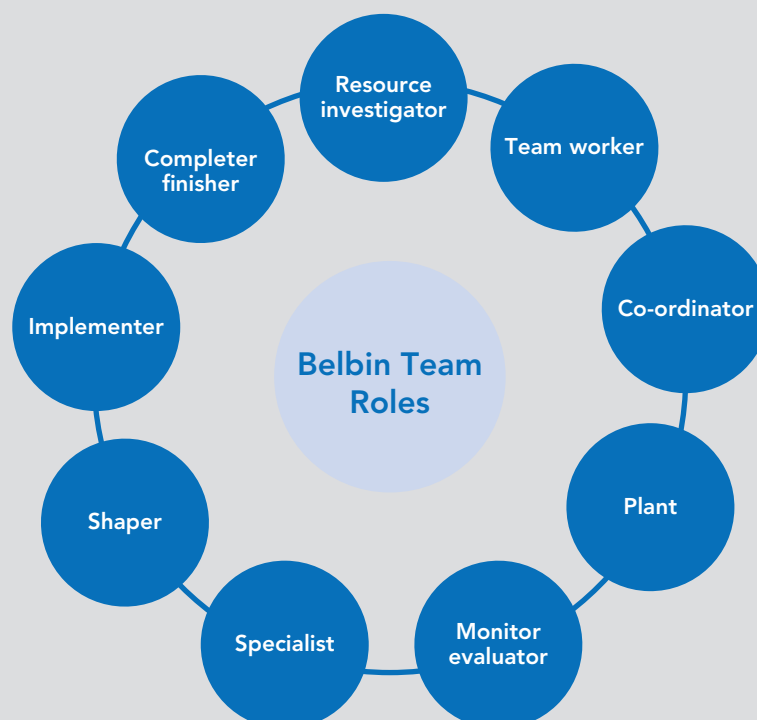 Resource
investigator
Team worker
Completer
finisher
Co-ordinator
Implementer
Belbin Team
Roles
Plant
Shaper
Monitor
evaluator
Specialist